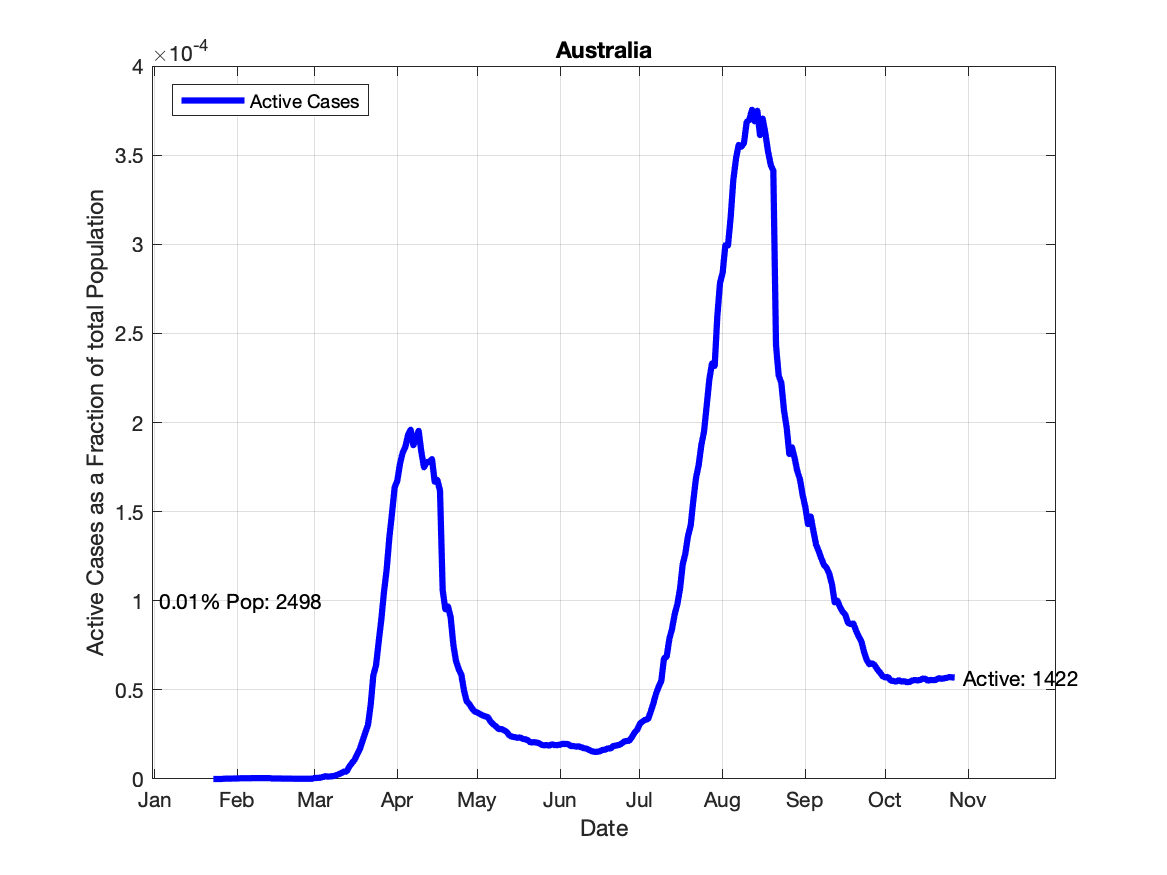 Australia
×10-4
Active Cases
4
3.5
3
2.5
2
1.5
1
0.5
0
Active Cases as a Fraction of total Population
0.01% Pop: 2498
Active: 1422
Jan Feb Mar Apr May Jun Jul Aug Sep Oct Nov
Date